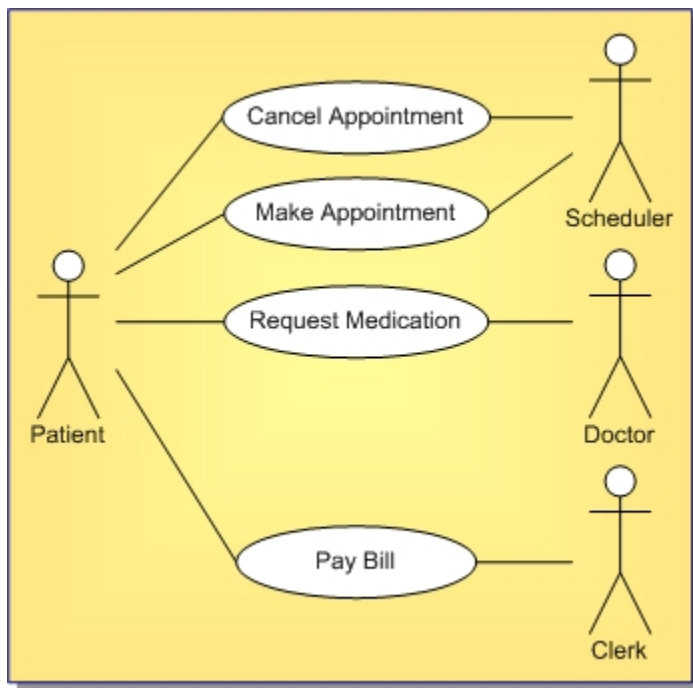 Cancel Appointment
Make Appointment
Scheduler
Request Medication
Patient
Doctor
Pay Bill
Clerk